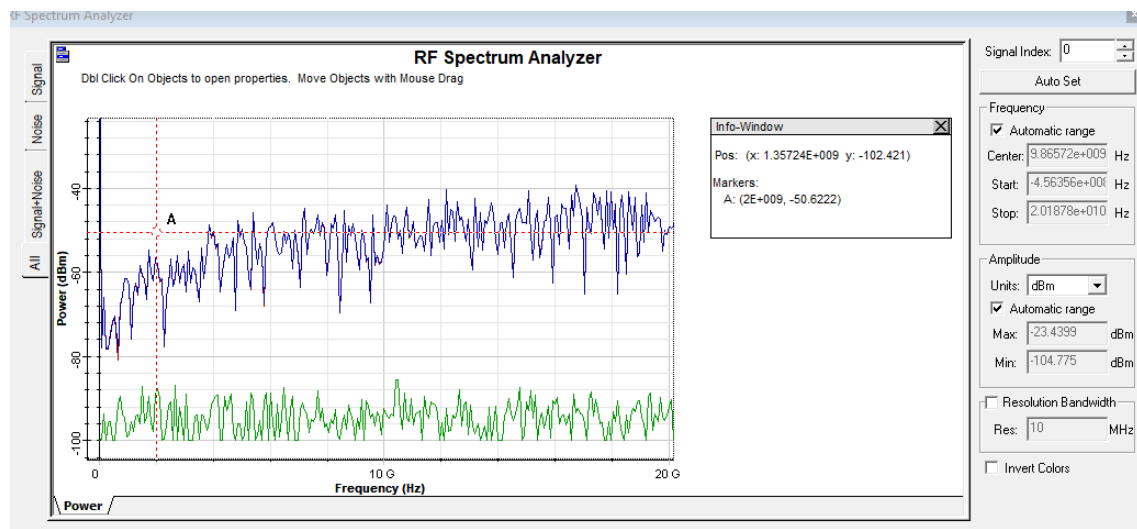 RF Spectrum Analyzer
RF Spectrum Analyzer
Dbl Click On Objects to open properties.  Move Objects with Mouse Drag
Signal
Noise
Signal+Noise
All
Power (dBm)
-40
-60
-80
-100
A
0
10 G
20 G
Frequency (Hz)
Power
Info-Window
Pos:  (x: 1.35724E+009  y: -102.421)
Markers:
A: (2E+009, -50.6222)
Signal Index: 0
Auto Set
Frequency
Automatic range
Center: 9.86572e+009 Hz
Start: -4.56356e+00 Hz
Stop: 2.01878e+010 Hz
Amplitude
Units: dBm
Automatic range
Max: -23.4399 dBm
Min: -104.775 dBm
Resolution Bandwidth
Res: 10 MHz
Invert Colors